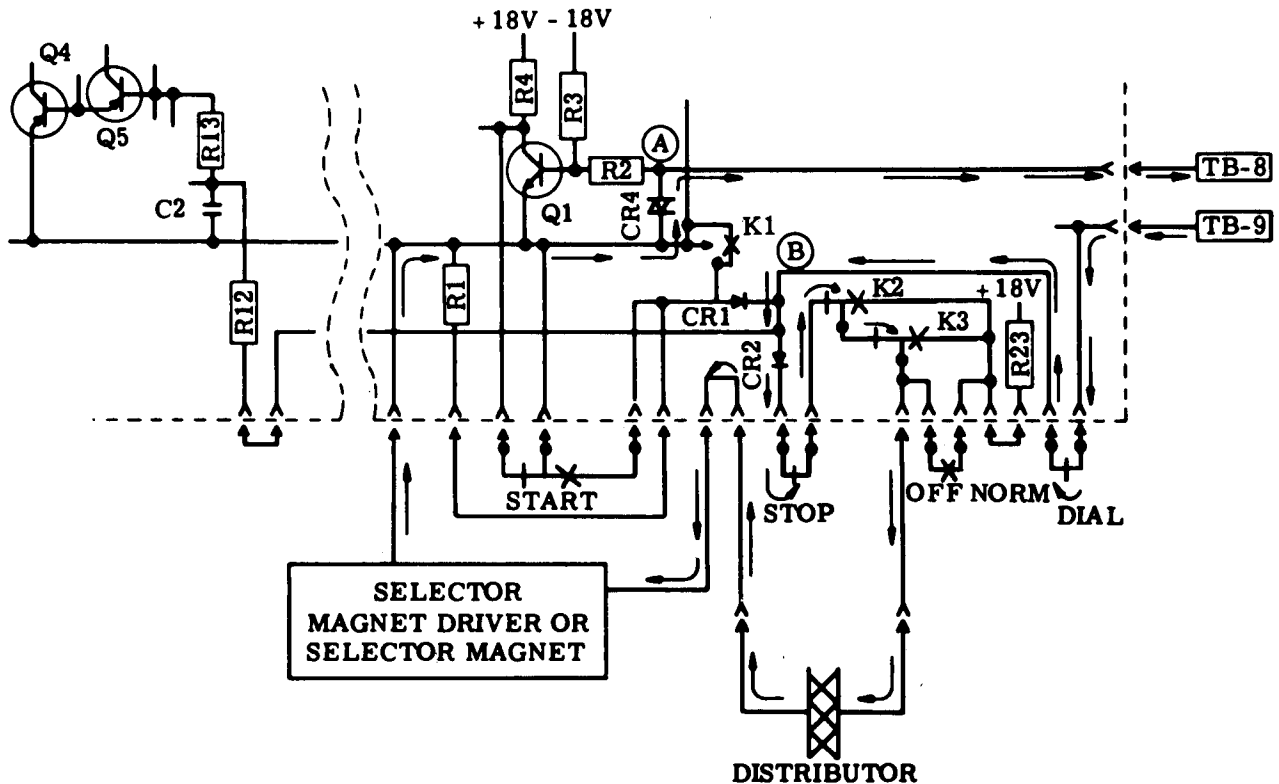 + 18V - 18V
Q4
Q5
R13
C2
R12
R4
R3
R2
A
Q1
CR4
K1
TB-8
TB-9
R1
B
CR1
K2
+ 18V
K3
CR2
R23
START
STOP
OFF NORM
DIAL
SELECTOR
MAGNET DRIVER OR
SELECTOR MAGNET
DISTRIBUTOR